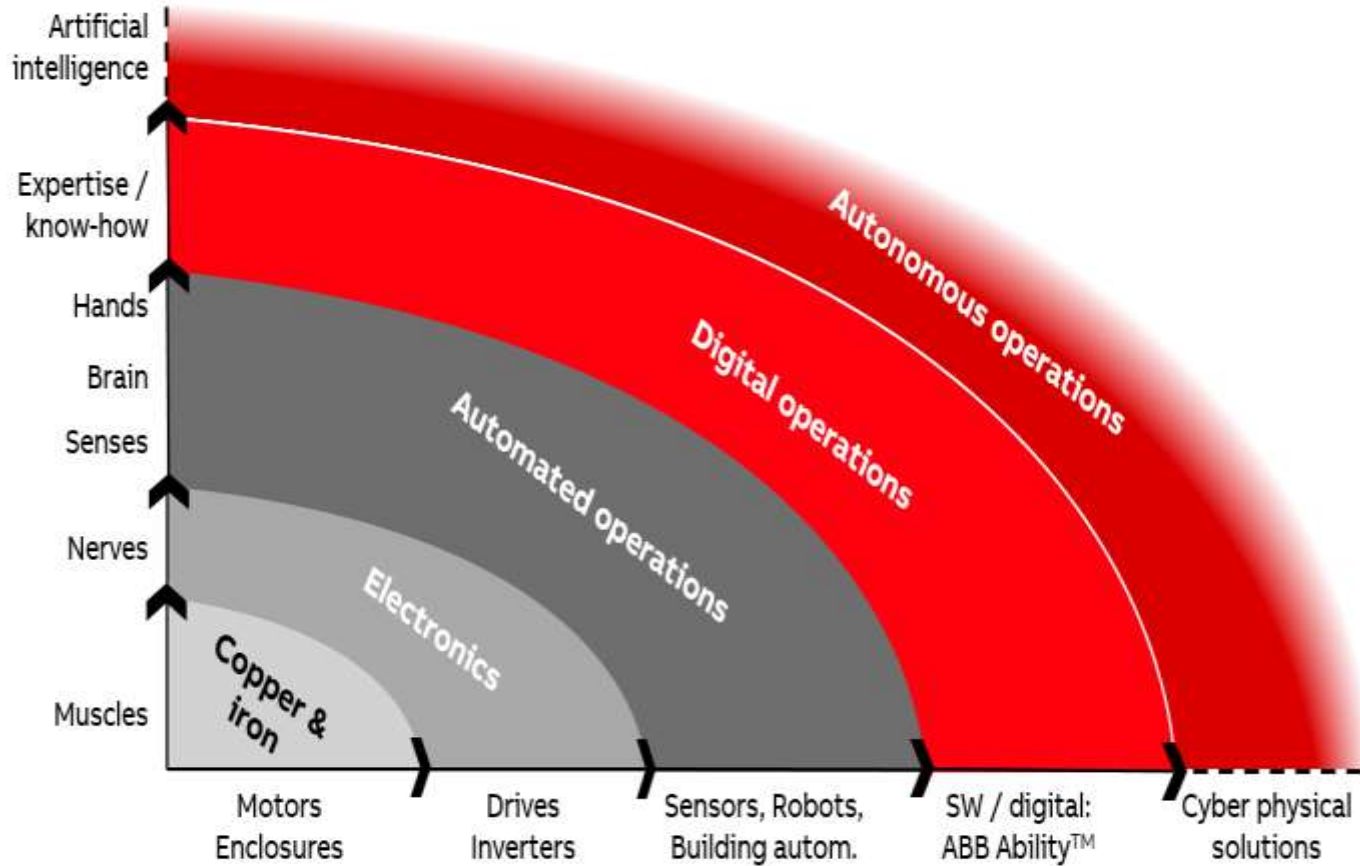 Artificial
intelligence
Expertise /
know-how
Hands
Brain
Senses
Nerves
Muscles
Copper &
iron
Electronics
Automated operations
Digital operations
Autonomous operations
Motors
Enclosures
Drives
Inverters
Sensors, Robots,
Building autom.
SW / digital:
ABB Ability™
Cyber physical
solutions